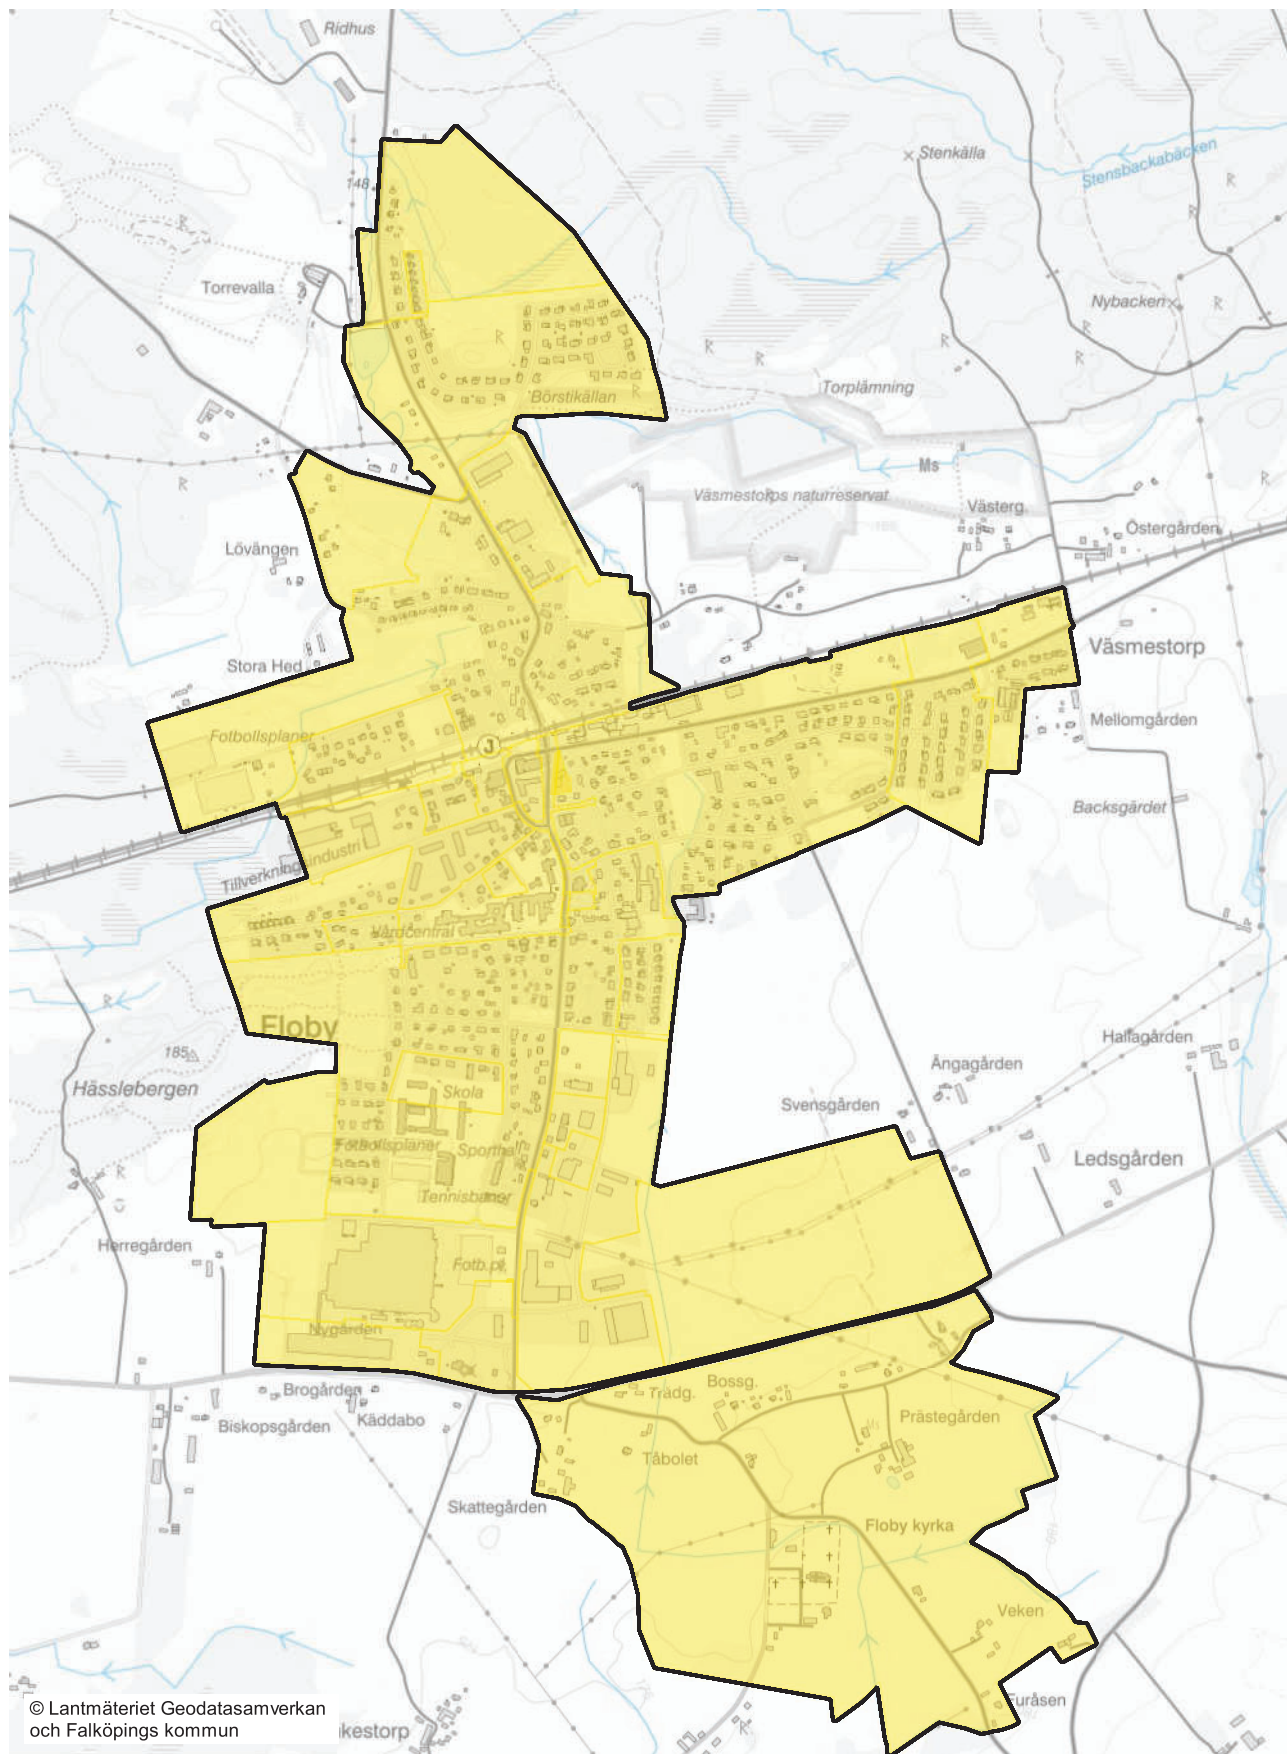 Ridhus
Stenkälla
Stensbackabäcken
148
Torrevalla
Nybacken
Torplämning
Börstikällan
Ms
Väsmestorps naturreservat
Västerg.
Östergården
Lövängen
Väsmestorp
Stora Hed
Mellomgården
Fotbollsplaner
J
Backsgärdet
Tillverkningsindustri
Vårdcentral
Floby
185
Hallagården
Ängagården
Hässlebergen
Skola
Svensgården
Fotbollsplaner
Sporthall
Ledsgården
Tennisbanor
Herregården
Fotb.pl.
Nygården
Bossg.
Brogården
Trädg.
Käddabo
Prästegården
Biskopsgården
Tåbolet
Skattegården
Floby kyrka
Veken
Furåsen
© Lantmäteriet Geodatasamverkan
och Falköpings kommun
kestorp